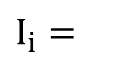 Iᵢ =